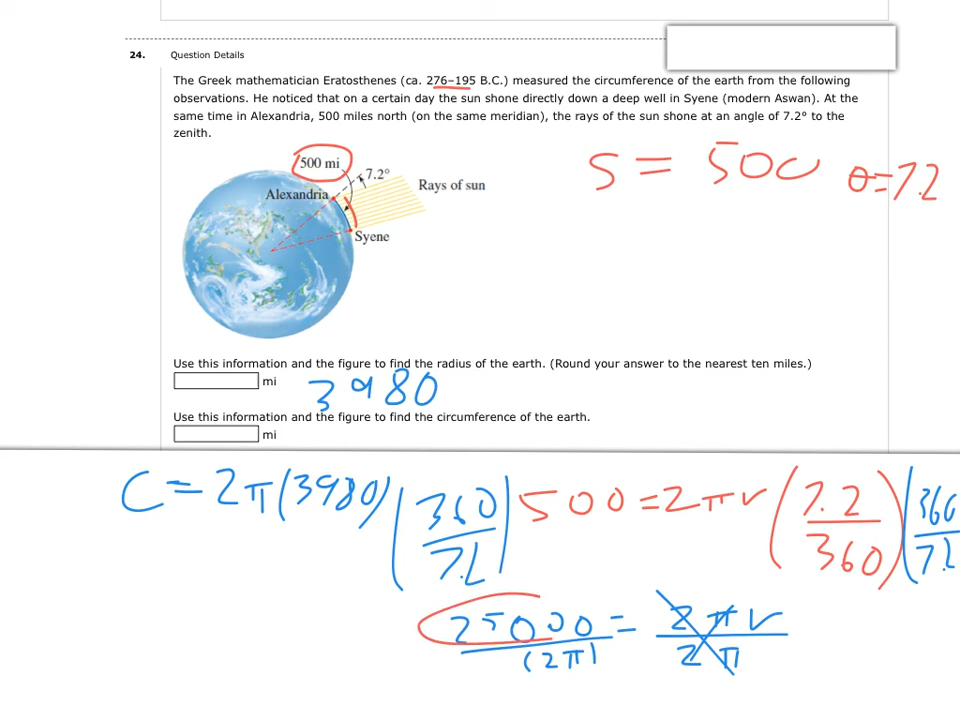 24. Question Details
The Greek mathematician Eratosthenes (ca. 276–195 B.C.) measured the circumference of the earth from the following
observations. He noticed that on a certain day the sun shone directly down a deep well in Syene (modern Aswan). At the
same time in Alexandria, 500 miles north (on the same meridian), the rays of the sun shone at an angle of 7.2° to the
zenith.
S = 500 θ=7.2
500 mi
7.2°
Rays of sun
Alexandria
Syene
Use this information and the figure to find the radius of the earth. (Round your answer to the nearest ten miles.)
mi 3980
Use this information and the figure to find the circumference of the earth.
mi
C = 2π(3980)
(360/7.2) 500 = 2πr (7.2/360) (360/7.2
25000/(2π) = 2πr/2π